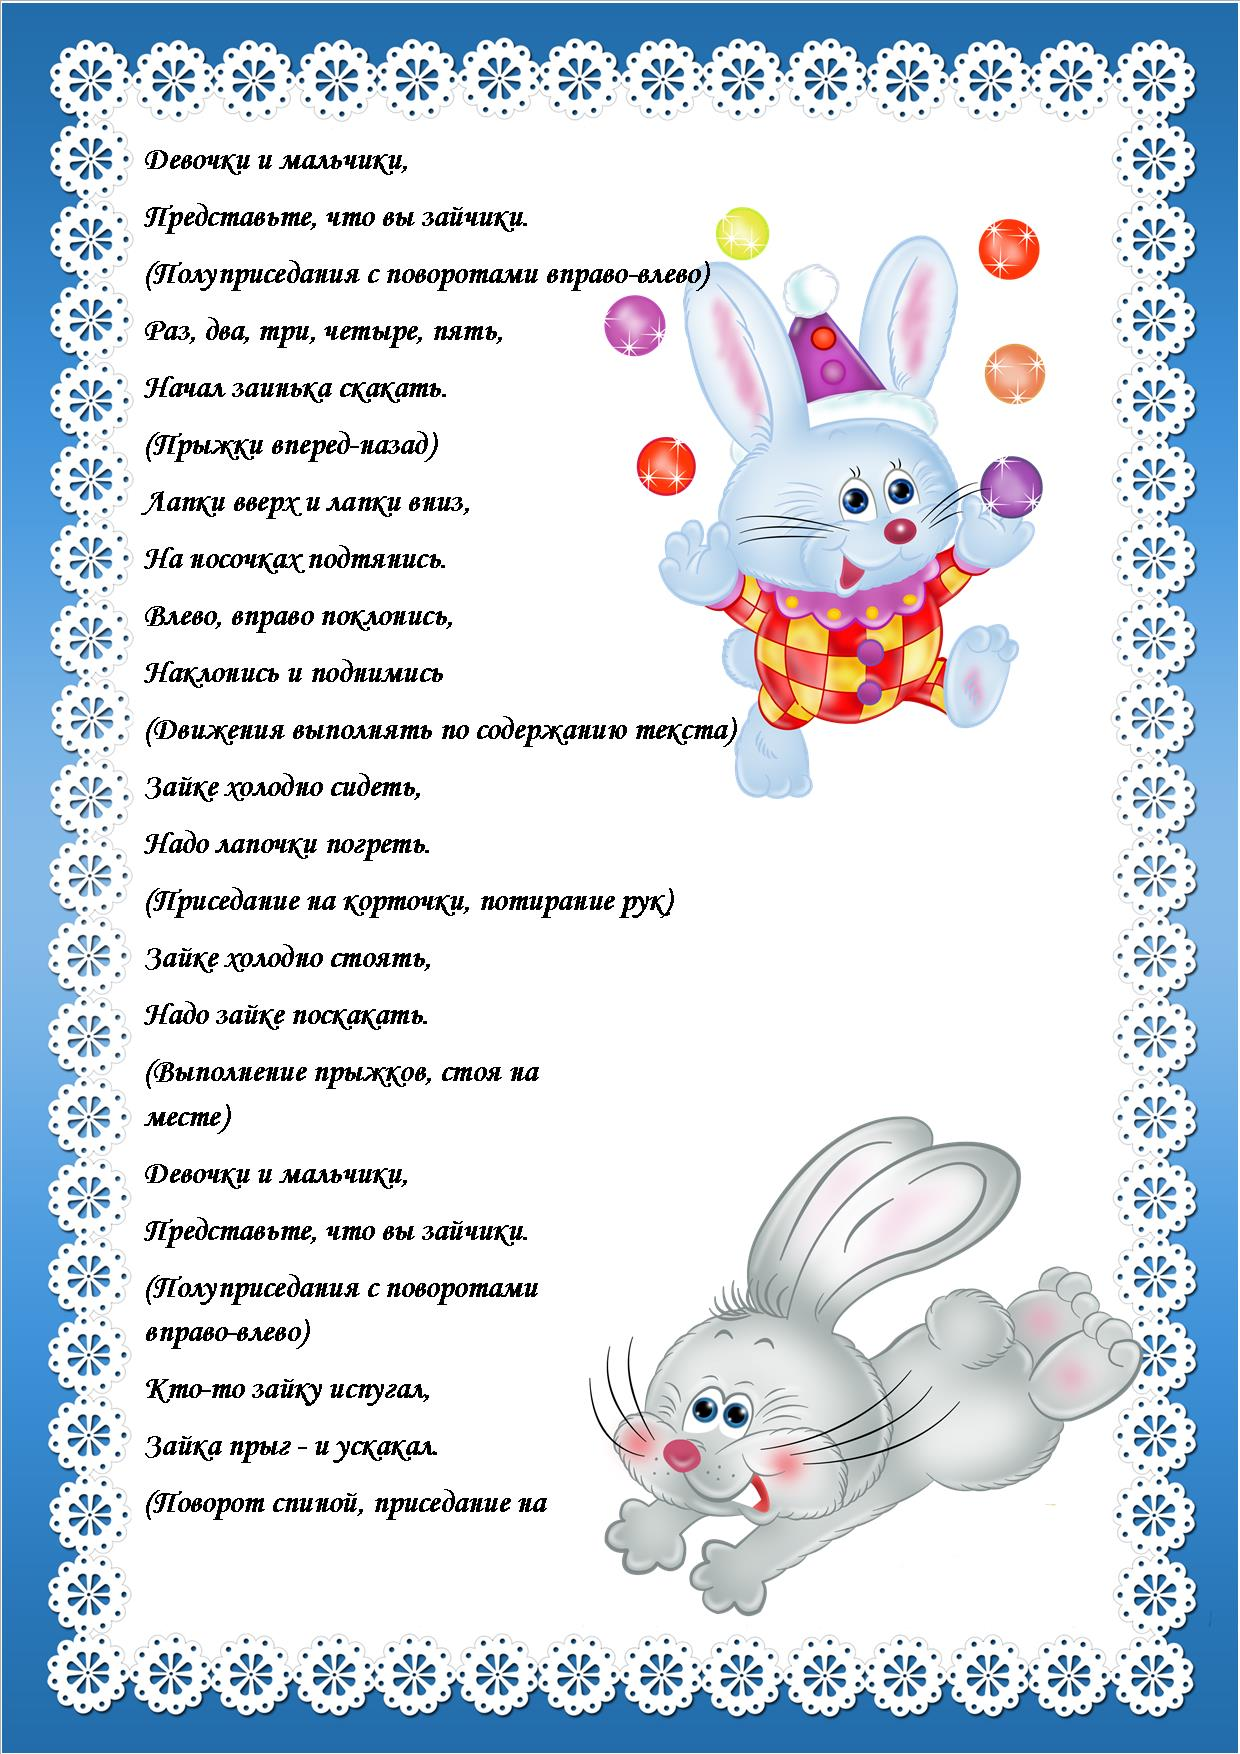 Девочки и мальчики,
Представьте, что вы зайчики.
(Полуприседания с поворотами вправо-влево)
Раз, два, три, четыре, пять,
Начал заинька скакать.
(Прыжки вперед-назад)
Лапки вверх и лапки вниз,
На носочках подтянись.
Влево, вправо поклонись,
Наклонись и поднимись
(Движения выполнять по содержанию текста)
Зайке холодно сидеть,
Надо лапочки погреть.
(Приседание на корточки, потирание рук)
Зайке холодно стоять,
Надо зайке поскакать.
(Выполнение прыжков, стоя на
месте)
Девочки и мальчики,
Представьте, что вы зайчики.
(Полуприседания с поворотами
вправо-влево)
Кто-то зайку испугал,
Зайка прыг - и ускакал.
(Поворот спиной, приседание на